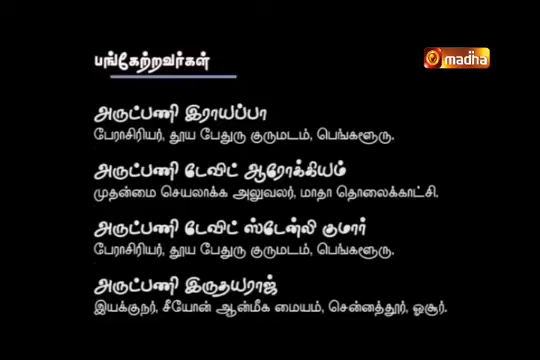 பங்கேற்றவர்கள்
madha
அருட்பணி இராயப்பா
பேராசிரியர், தூய பேதுரு குருமடம், பெங்களூரு.
அருட்பணி டேவிட் ஆரோக்கியம்
முதன்மை செயலாக்க அலுவலர், மாதா தொலைக்காட்சி.
அருட்பணி டேவிட் ஸ்டேன்லி குமார்
பேராசிரியர், தூய பேதுரு குருமடம், பெங்களூரு.
அருட்பணி இருதயராஜ்
இயக்குநர், சீயோன் ஆன்மீக மையம், சென்னத்தூர், ஓசூர்.